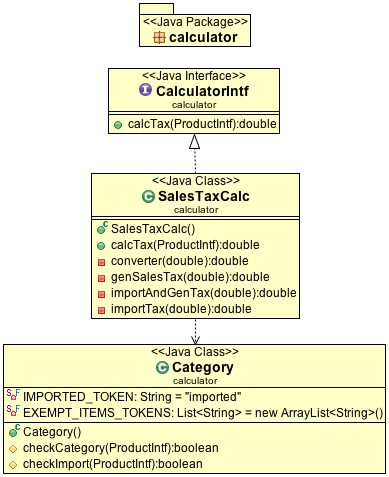 <<Java Package>>
calculator
<<Java Interface>>
CalculatorIntf
calculator
calcTax(ProductIntf):double
<<Java Class>>
SalesTaxCalc
calculator
SalesTaxCalc()
calcTax(ProductIntf):double
converter(double):double
genSalesTax(double):double
importAndGenTax(double):double
importTax(double):double
<<Java Class>>
Category
calculator
IMPORTED_TOKEN: String = "imported"
EXEMPT_ITEMS_TOKENS: List<String> = new ArrayList<String>()
Category()
checkCategory(ProductIntf):boolean
checkImport(ProductIntf):boolean